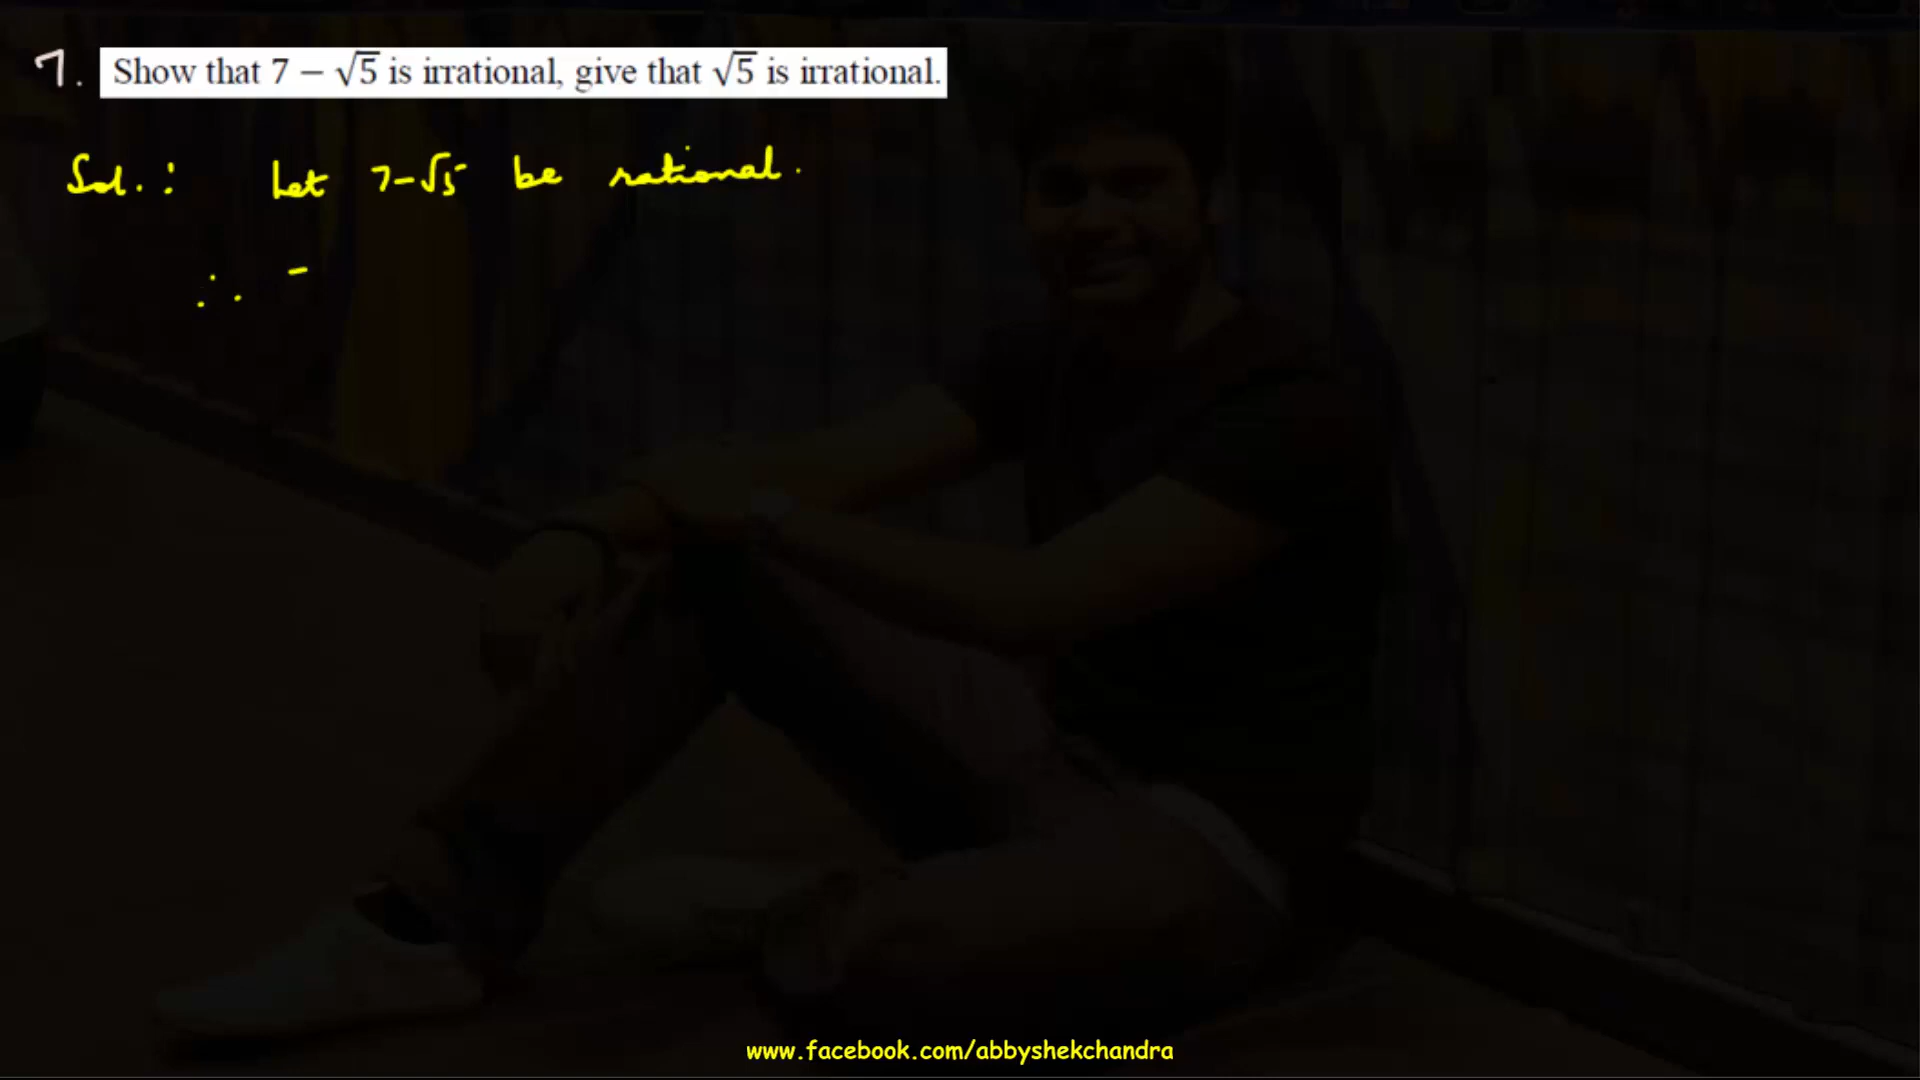 7. Show that 7 − √5 is irrational, give that √5 is irrational.
Sol. : Let 7-√5 be rational.
∴ -
www.facebook.com/abbyshekchandra